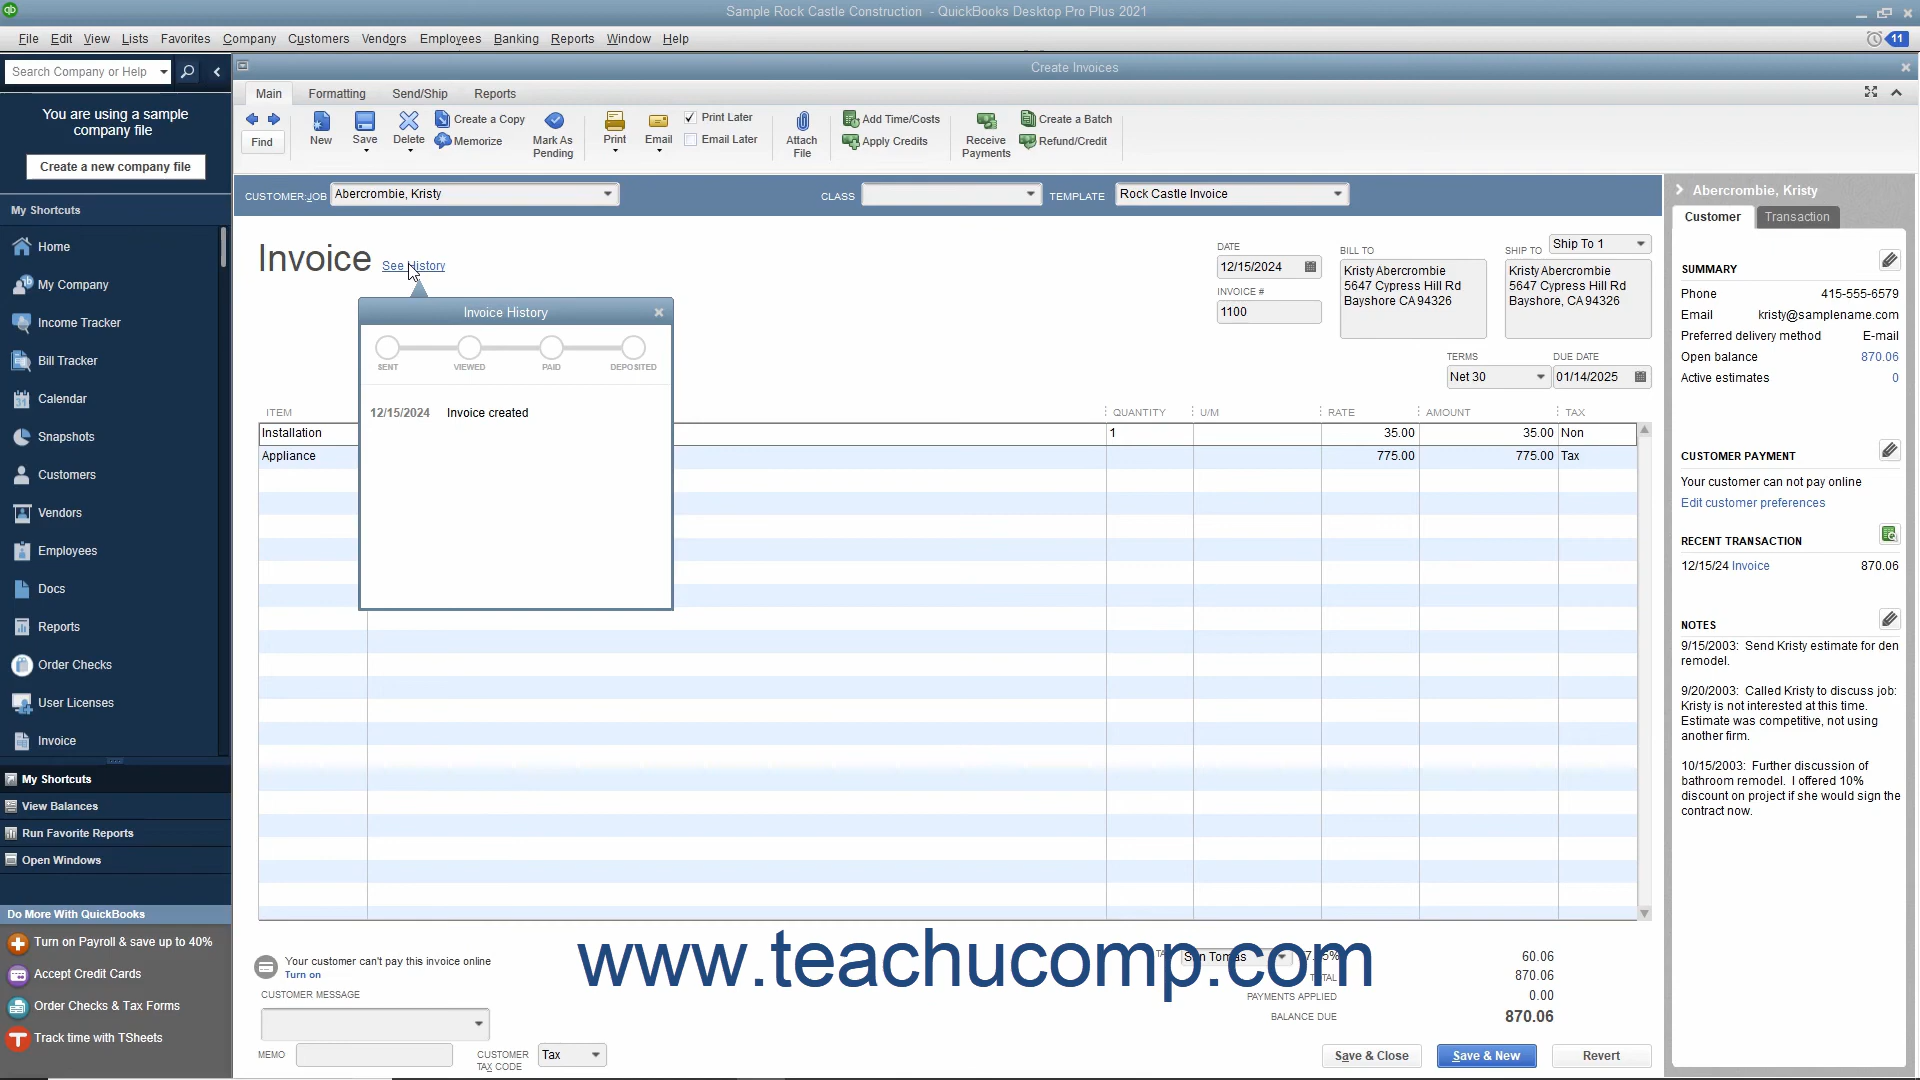 Sample Rock Castle Construction - QuickBooks Desktop Pro Plus 2021
File Edit View Lists Favorites Company Customers Vendors Employees Banking Reports Window Help
11
Search Company or Help
Create Invoices
You are using a sample
company file
Create a new company file
Main Formatting Send/Ship Reports
Find
New
Save
Delete
Create a Copy
Memorize
Mark As
Pending
Print
Email
Print Later
Email Later
Attach
File
Add Time/Costs
Apply Credits
Receive
Payments
Create a Batch
Refund/Credit
CUSTOMER:JOB Abercrombie, Kristy CLASS TEMPLATE Rock Castle Invoice
My Shortcuts
Home
My Company
Income Tracker
Bill Tracker
Calendar
31
Snapshots
Customers
Vendors
Employees
Docs
Reports
Order Checks
User Licenses
Invoice
My Shortcuts
View Balances
Run Favorite Reports
Open Windows
Do More With QuickBooks
Turn on Payroll & save up to 40%
Accept Credit Cards
Order Checks & Tax Forms
Track time with TSheets
Invoice See History
DATE
12/15/2024
INVOICE #
1100
BILL TO
Kristy Abercrombie
5647 Cypress Hill Rd
Bayshore CA 94326
SHIP TO Ship To 1
Kristy Abercrombie
5647 Cypress Hill Rd
Bayshore, CA 94326
TERMS
Net 30
DUE DATE
01/14/2025
Invoice History
SENT VIEWED PAID DEPOSITED
12/15/2024 Invoice created
ITEM QUANTITY U/M RATE AMOUNT TAX
Installation 1 35.00 35.00 Non
Appliance 775.00 775.00 Tax
Your customer can't pay this invoice online
Turn on
CUSTOMER MESSAGE
MEMO
CUSTOMER
TAX CODE
Tax
www.teachucomp.com
San Tomas 60.06
TOTAL 870.06
PAYMENTS APPLIED 0.00
BALANCE DUE 870.06
Save & Close Save & New Revert
Abercrombie, Kristy
Customer Transaction
SUMMARY
Phone 415-555-6579
Email kristy@samplename.com
Preferred delivery method E-mail
Open balance 870.06
Active estimates 0
CUSTOMER PAYMENT
Your customer can not pay online
Edit customer preferences
RECENT TRANSACTION
12/15/24 Invoice 870.06
NOTES
9/15/2003: Send Kristy estimate for den
remodel.
9/20/2003: Called Kristy to discuss job:
Kristy is not interested at this time.
Estimate was competitive, not using
another firm.
10/15/2003: Further discussion of
bathroom remodel. I offered 10%
discount on project if she would sign the
contract now.